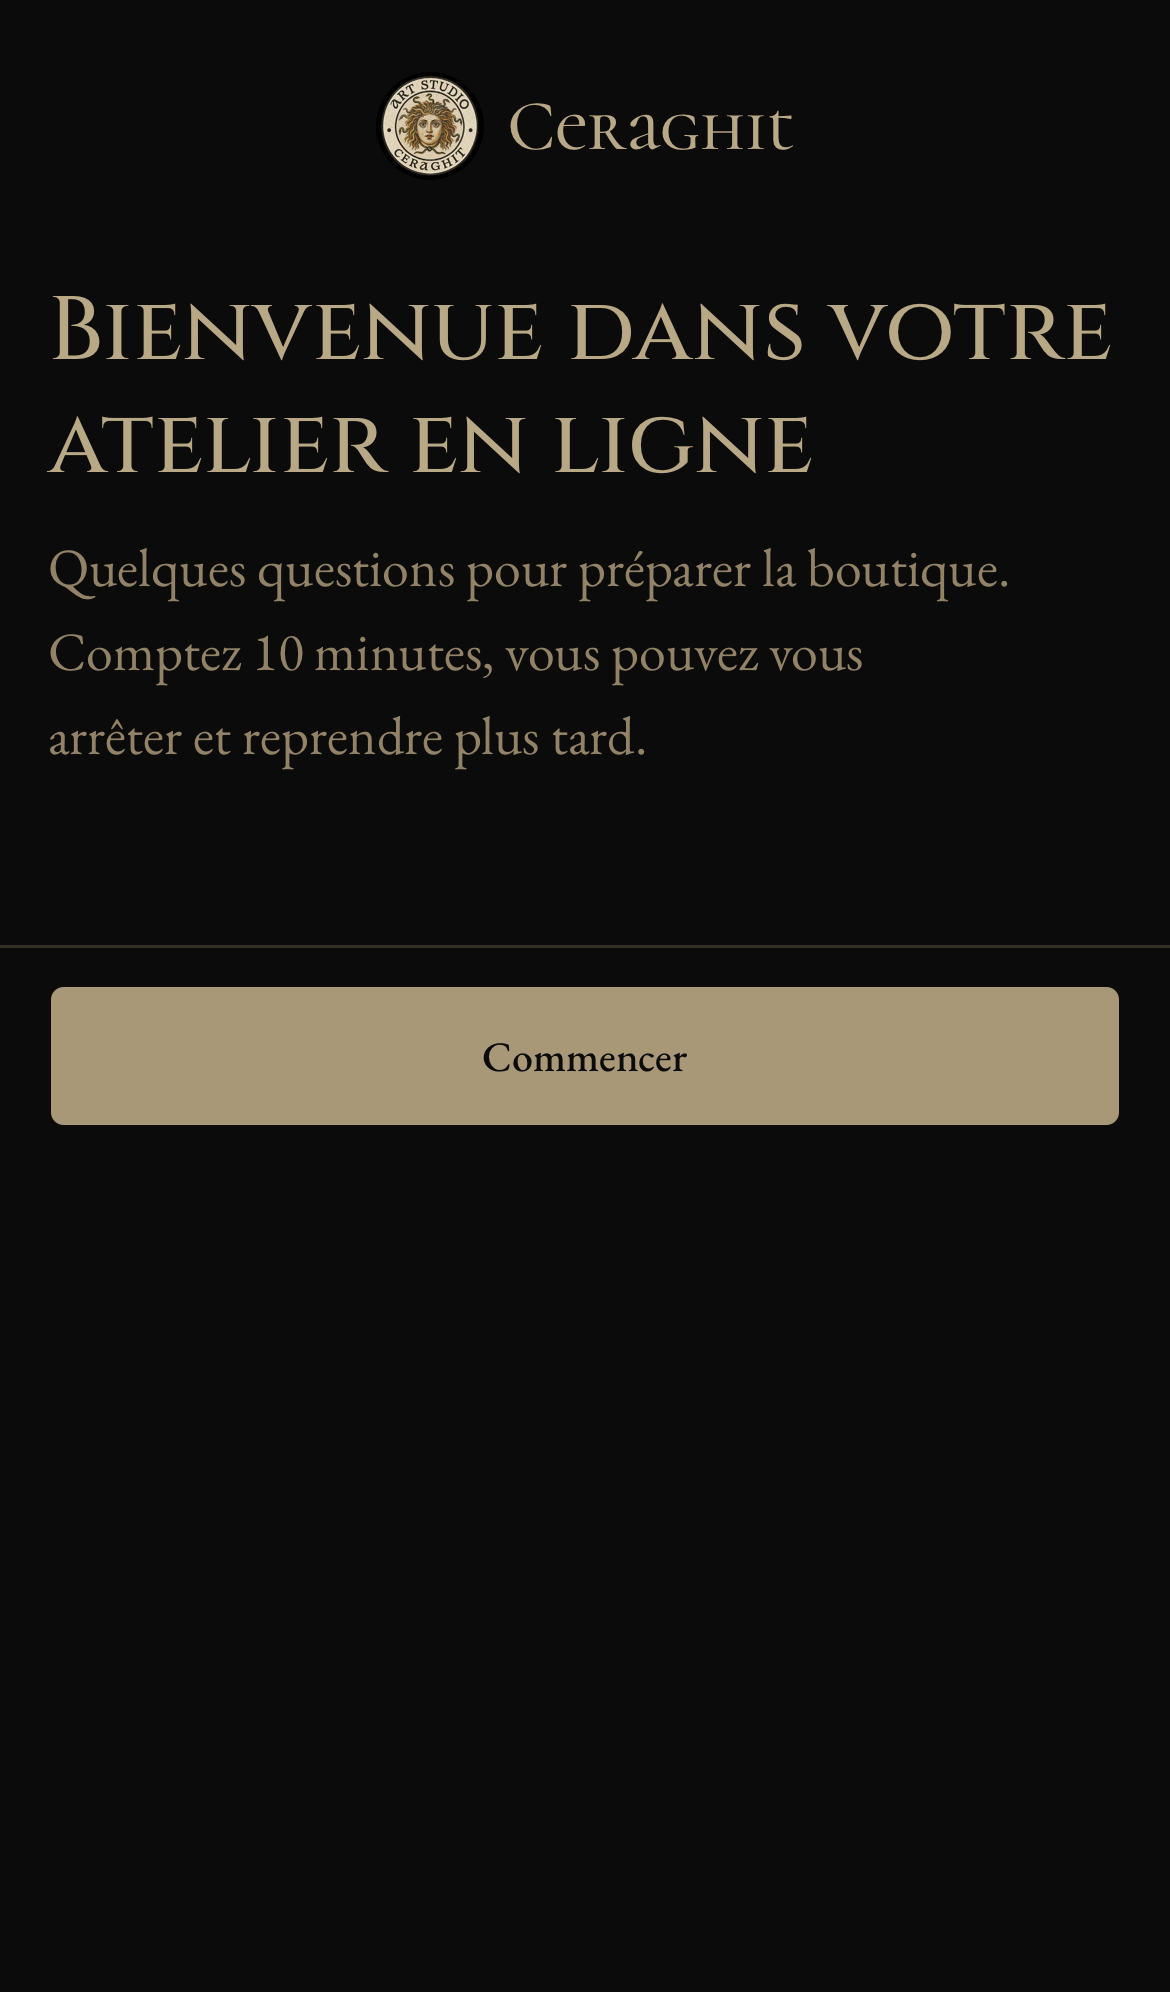 ART STUDIO
CERAGHIT
Ceraghit
Bienvenue dans votre
atelier en ligne
Quelques questions pour préparer la boutique.
Comptez 10 minutes, vous pouvez vous
arrêter et reprendre plus tard.
Commencer